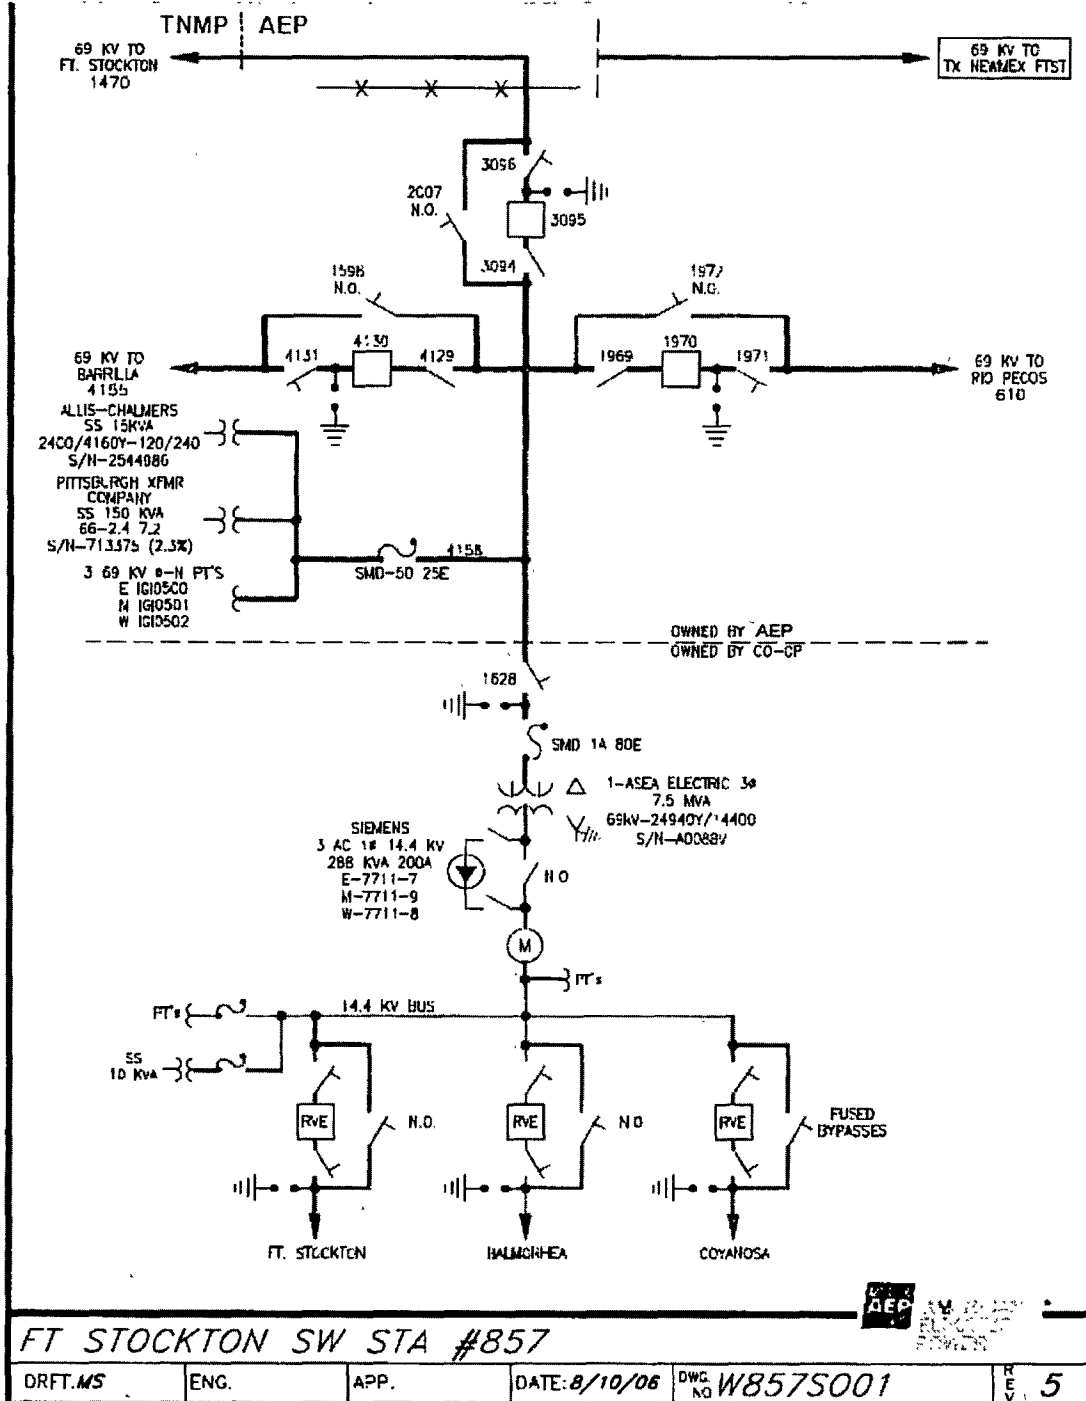 TNMP AEP
69 KV TO
FT. STOCKTON
1470
69 KV TO
TX NEWMEX FTST
3096
2007
N.O.
3095
3094
1598
N.O.
1972
N.O.
69 KV TO
BARRLLA
4155
4131
4130
4129
1969
1970
1971
69 KV TO
RIO PECOS
610
ALLIS-CHALMERS
SS 15KVA
2400/4160Y-120/240
S/N-2544986
PITTSBURGH XFMR
COMPANY
SS 150 KVA
66-2.4 7.2
S/N-713375 (2.3%)
4158
SMD-50 25E
3 69 KV ø-N PT'S
E IGI0500
M IGI0501
W IGI0502
OWNED BY AEP
OWNED BY CO-OP
1628
SMD 1A 80E
1-ASEA ELECTRIC 3ø
7.5 MVA
69kV-24940Y/14400
S/N-A0088V
SIEMENS
3 AC 1ø 14.4 KV
288 KVA 200A
E-7711-7
M-7711-9
W-7711-8
N O
M
PT's
PT's
14.4 KV BUS
SS
10 KVA
RVE
N.O.
RVE
N O
RVE
FUSED
BYPASSES
FT. STOCKTON
BALMORHEA
COYANOSA
AEP
ELECTRIC
POWER
FT STOCKTON SW STA #857
DRFT. MS
ENG.
APP.
DATE: 8/10/06
DWG. NO W857S001
REV. 5